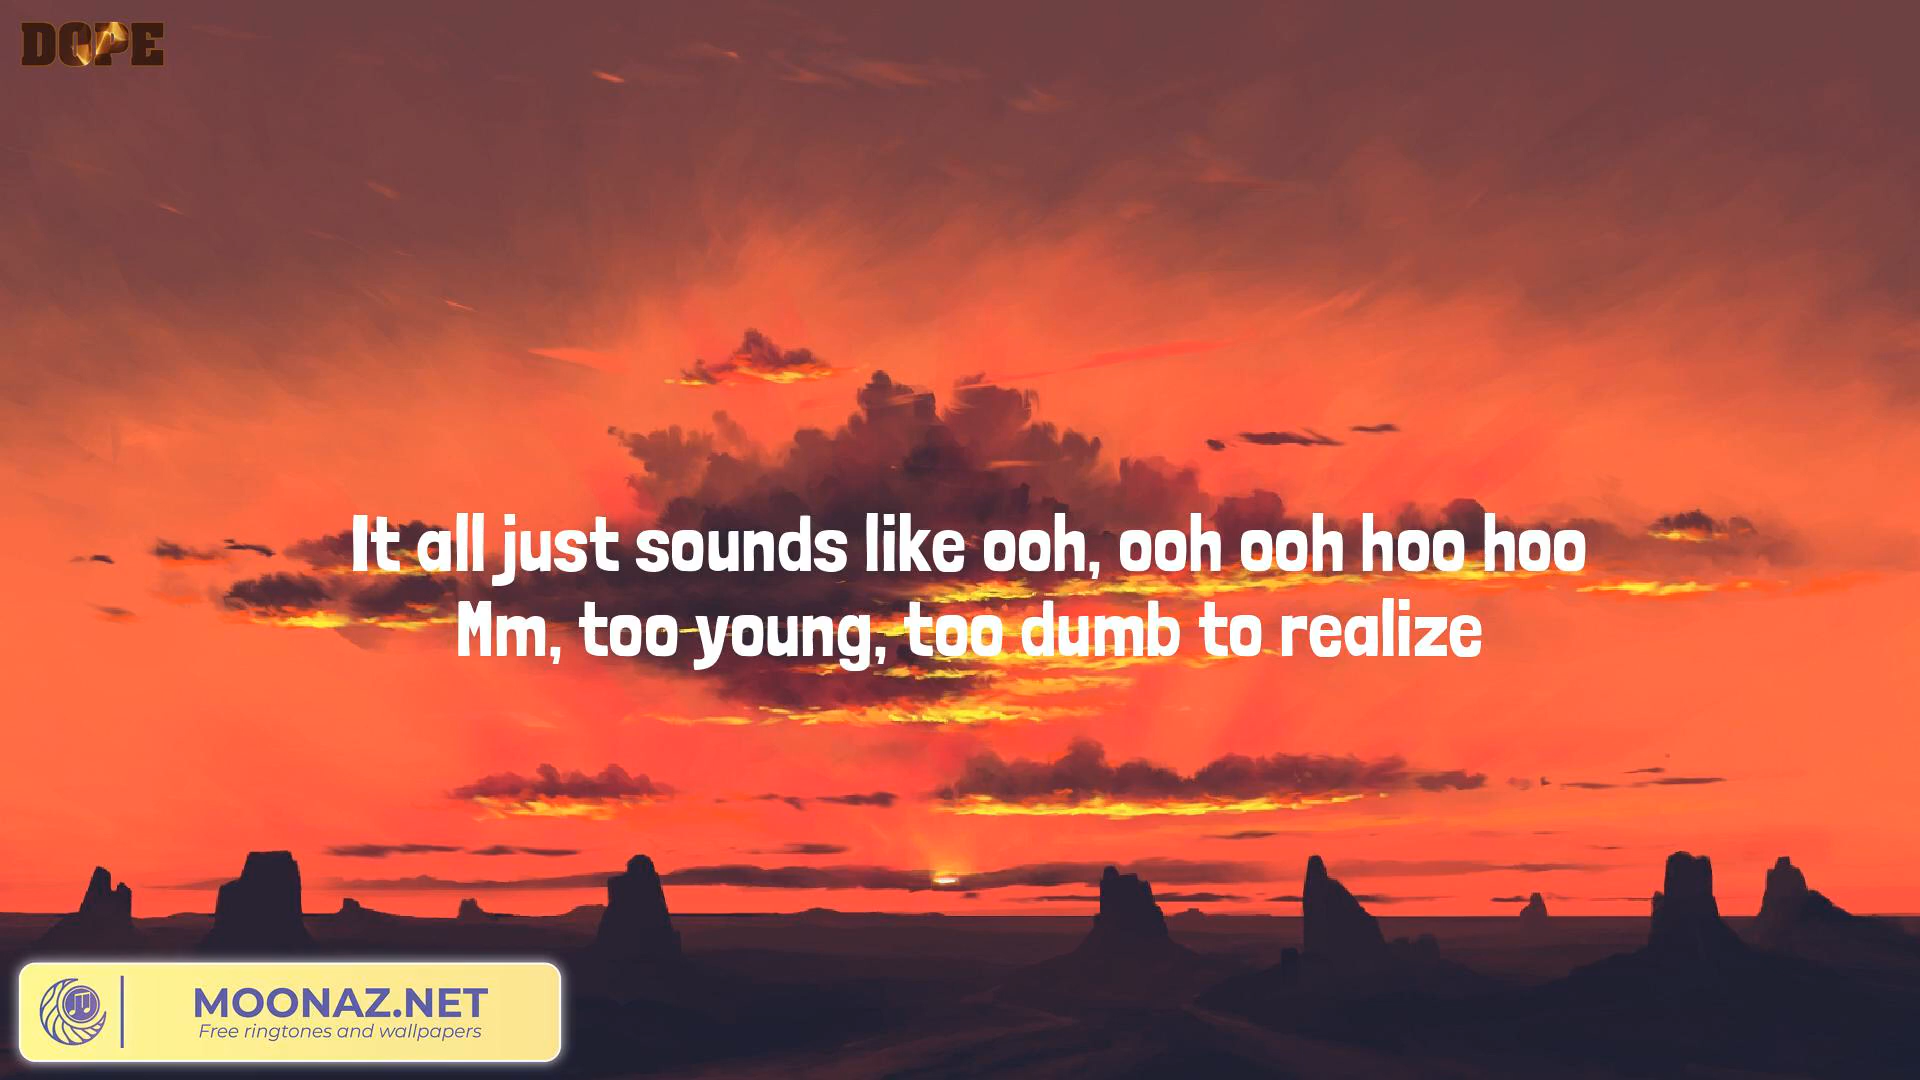 DOPE
It all just sounds like ooh, ooh ooh hoo hoo
Mm, too young, too dumb to realize
MOONAZ.NET
Free ringtones and wallpapers